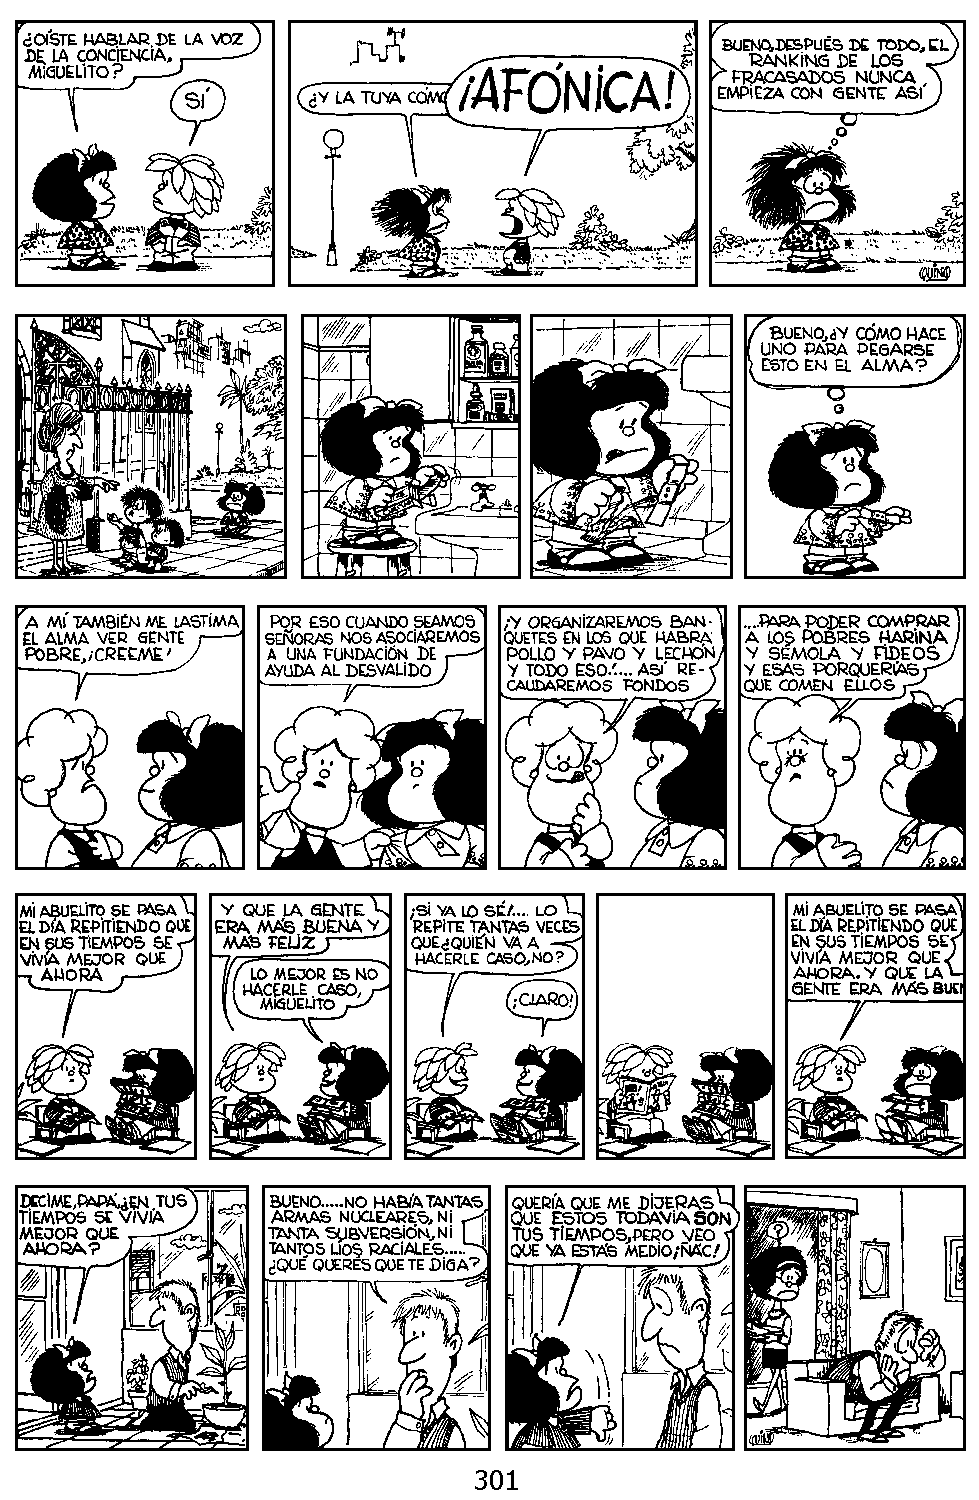 ¿OÍSTE HABLAR DE LA VOZ
DE LA CONCIENCIA,
MIGUELITO?
SÍ
¿Y LA TUYA CÓMO
¡AFÓNICA!
BUENO, DESPUÉS DE TODO, EL
RANKING DE LOS
FRACASADOS NUNCA
EMPIEZA CON GENTE ASÍ
QUINO
BUENO, ¿Y CÓMO HACE
UNO PARA PEGARSE
ESTO EN EL ALMA?
A MÍ TAMBIÉN ME LASTIMA
EL ALMA VER GENTE
POBRE, ¡CREEME!
POR ESO CUANDO SEAMOS
SEÑORAS NOS ASOCIAREMOS
A UNA FUNDACIÓN DE
AYUDA AL DESVALIDO
¡Y ORGANIZAREMOS BAN-
QUETES EN LOS QUE HABRÁ
POLLO Y PAVO Y LECHÓN
Y TODO ESO!.... ASÍ RE-
CAUDAREMOS FONDOS
...PARA PODER COMPRAR
A LOS POBRES HARINA
Y SÉMOLA Y FIDEOS
Y ESAS PORQUERÍAS
QUE COMEN ELLOS
MI ABUELITO SE PASA
EL DÍA REPITIENDO QUE
EN SUS TIEMPOS SE
VIVÍA MEJOR QUE
AHORA
Y QUE LA GENTE
ERA MÁS BUENA Y
MÁS FELIZ
LO MEJOR ES NO
HACERLE CASO,
MIGUELITO
¡SI YA LO SÉ!.... LO
REPITE TANTAS VECES
QUE ¿QUIÉN VA A
HACERLE CASO, NO?
¡CLARO!
MI ABUELITO SE PASA
EL DÍA REPITIENDO QUE
EN SUS TIEMPOS SE
VIVÍA MEJOR QUE
AHORA. Y QUE LA
GENTE ERA MÁS BUEN
DECIME, PAPÁ, ¿EN TUS
TIEMPOS SE VIVÍA
MEJOR QUE
AHORA?
BUENO.....NO HABÍA TANTAS
ARMAS NUCLEARES, NI
TANTA SUBVERSIÓN, NI
TANTOS LÍOS RACIALES.....
¿QUÉ QUERÉS QUE TE DIGA?
QUERÍA QUE ME DIJERAS
QUE ESTOS TODAVÍA SON
TUS TIEMPOS, PERO VEO
QUE YA ESTÁS MEDIO ¡ÑÁC!
?
QUINO
301